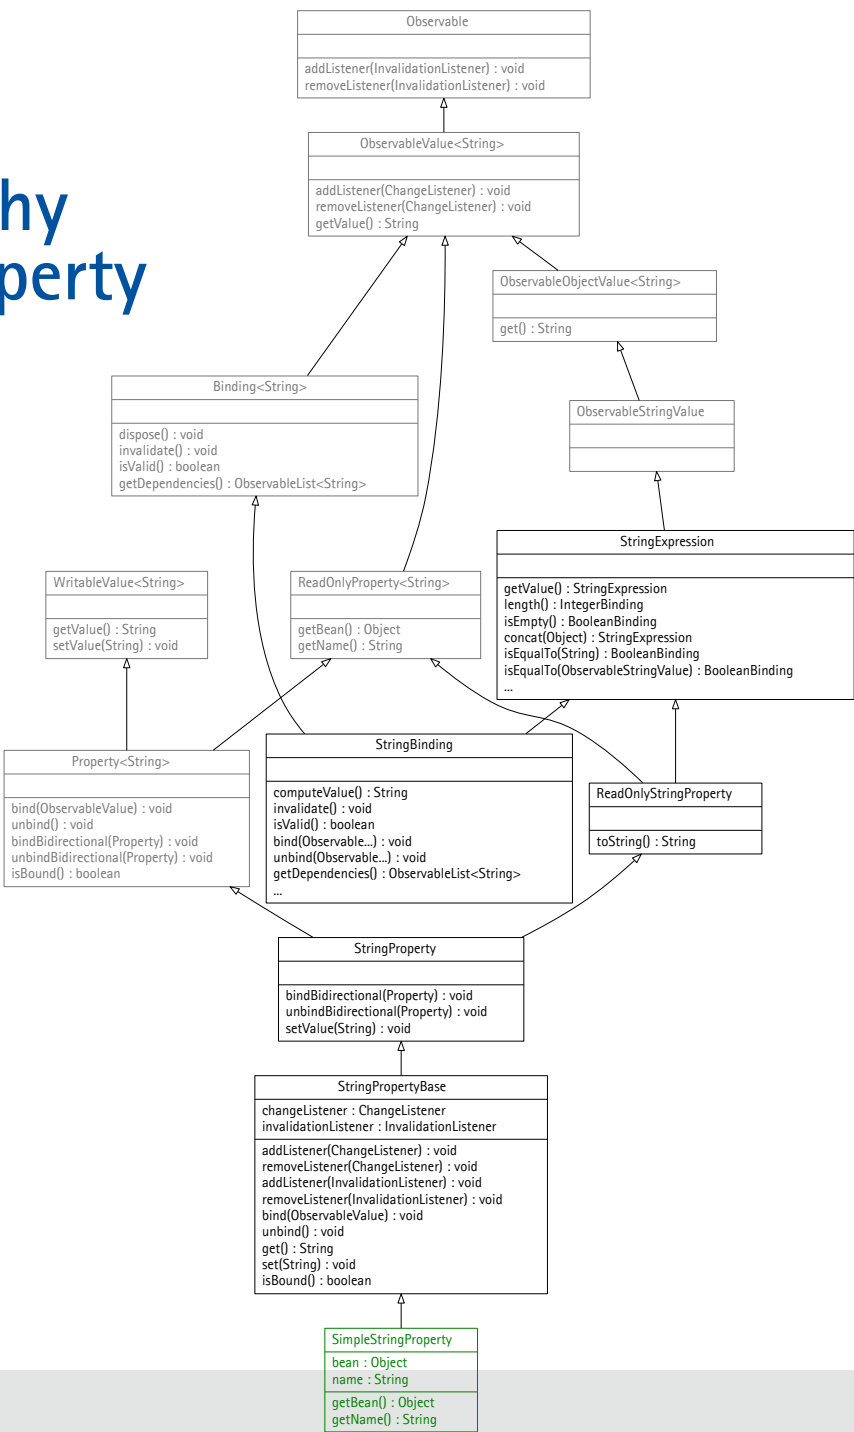 Observable
addListener(InvalidationListener) : void
removeListener(InvalidationListener) : void
ObservableValue<String>
addListener(ChangeListener) : void
removeListener(ChangeListener) : void
getValue() : String
hy
perty
ObservableObjectValue<String>
get() : String
Binding<String>
dispose() : void
invalidate() : void
isValid() : boolean
getDependencies() : ObservableList<String>
ObservableStringValue
StringExpression
getValue() : StringExpression
length() : IntegerBinding
isEmpty() : BooleanBinding
concat(Object) : StringExpression
isEqualTo(String) : BooleanBinding
isEqualTo(ObservableStringValue) : BooleanBinding
...
WritableValue<String>
getValue() : String
setValue(String) : void
ReadOnlyProperty<String>
getBean() : Object
getName() : String
Property<String>
bind(ObservableValue) : void
unbind() : void
bindBidirectional(Property) : void
unbindBidirectional(Property) : void
isBound() : boolean
StringBinding
computeValue() : String
invalidate() : void
isValid() : boolean
bind(Observable...) : void
unbind(Observable...) : void
getDependencies() : ObservableList<String>
...
ReadOnlyStringProperty
toString() : String
StringProperty
bindBidirectional(Property) : void
unbindBidirectional(Property) : void
setValue(String) : void
StringPropertyBase
changeListener : ChangeListener
invalidationListener : InvalidationListener
addListener(ChangeListener) : void
removeListener(ChangeListener) : void
addListener(InvalidationListener) : void
removeListener(InvalidationListener) : void
bind(ObservableValue) : void
unbind() : void
get() : String
set(String) : void
isBound() : boolean
SimpleStringProperty
bean : Object
name : String
getBean() : Object
getName() : String